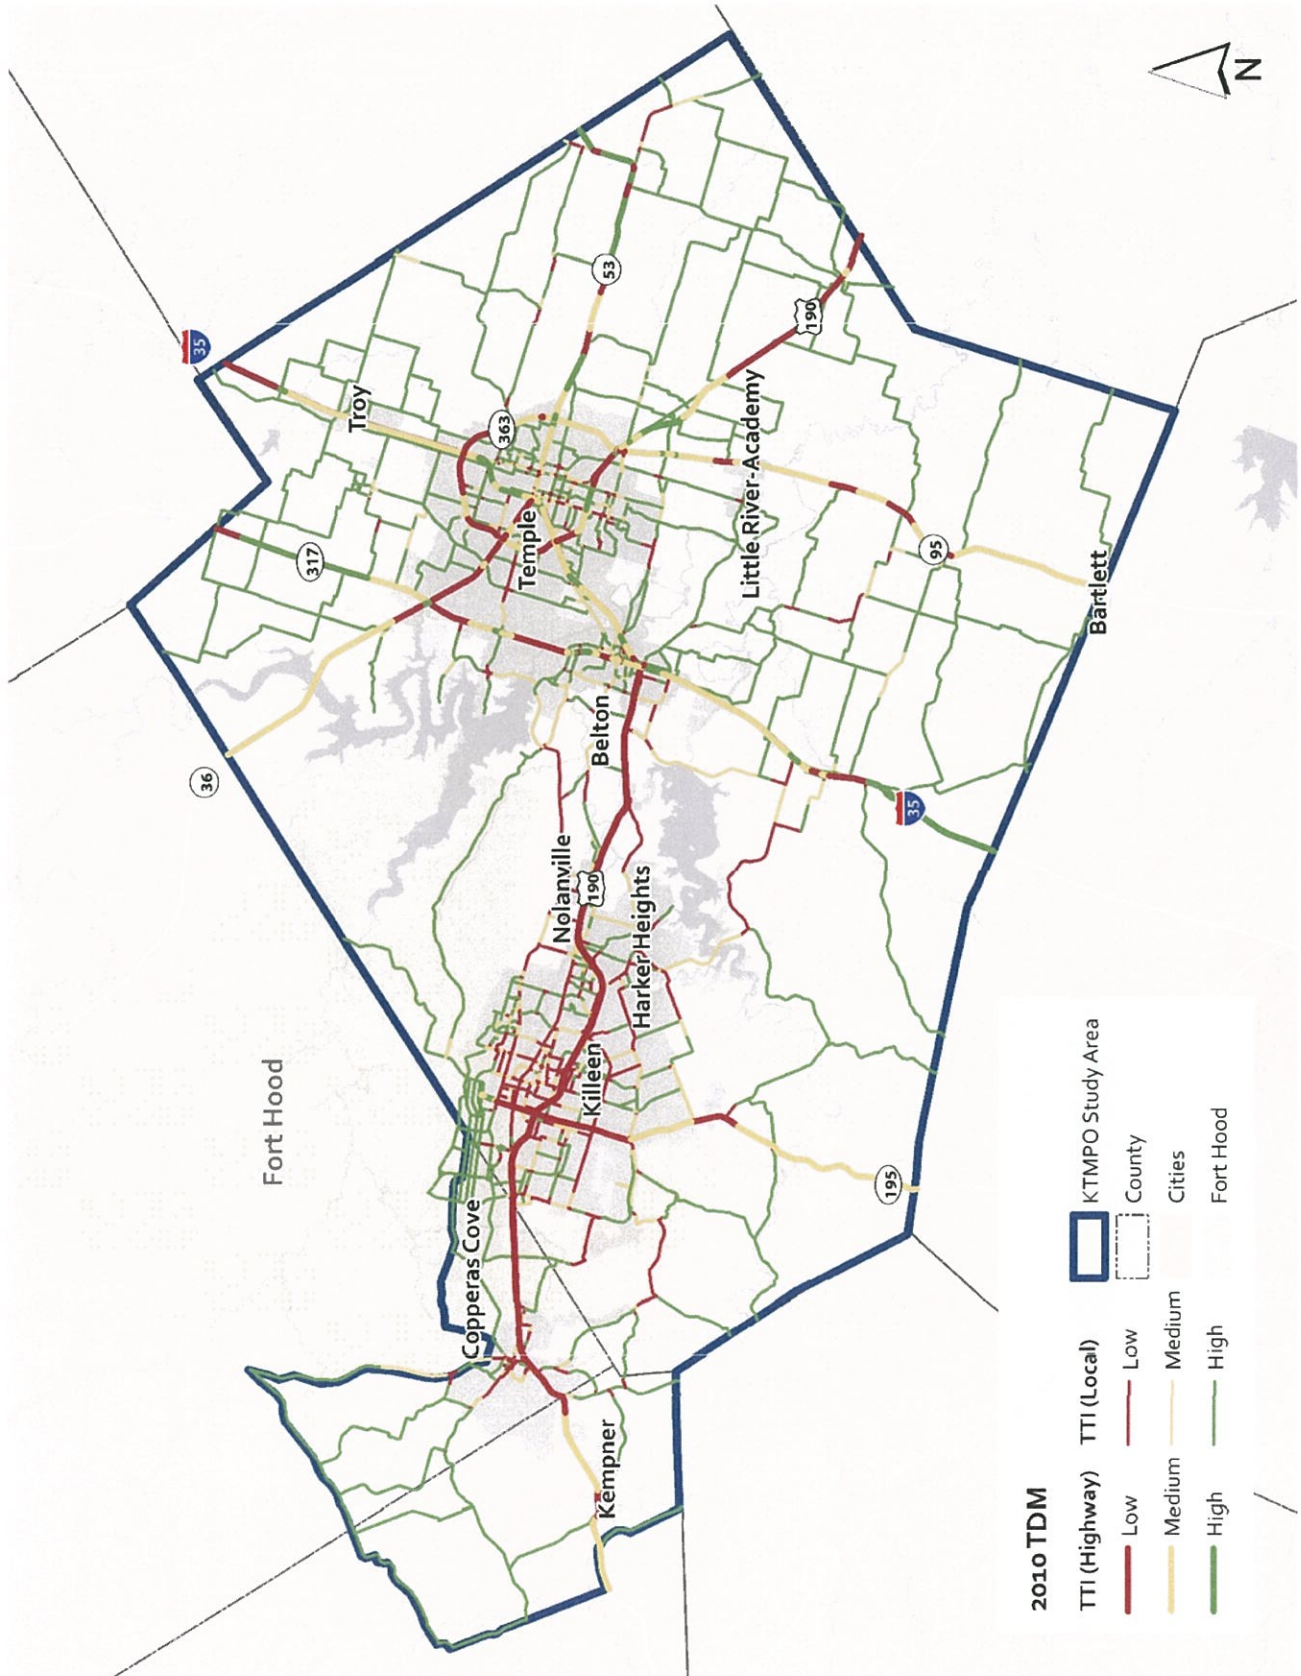 Fort Hood
36
317
35
Troy
363
53
Temple
190
Little River-Academy
95
Bartlett
Belton
35
Nolanville
190
Harker Heights
Killeen
195
Copperas Cove
Kempner
2010 TDM
TTI (Highway)
Low
Medium
High
TTI (Local)
Low
Medium
High
KTMPO Study Area
County
Cities
Fort Hood
N